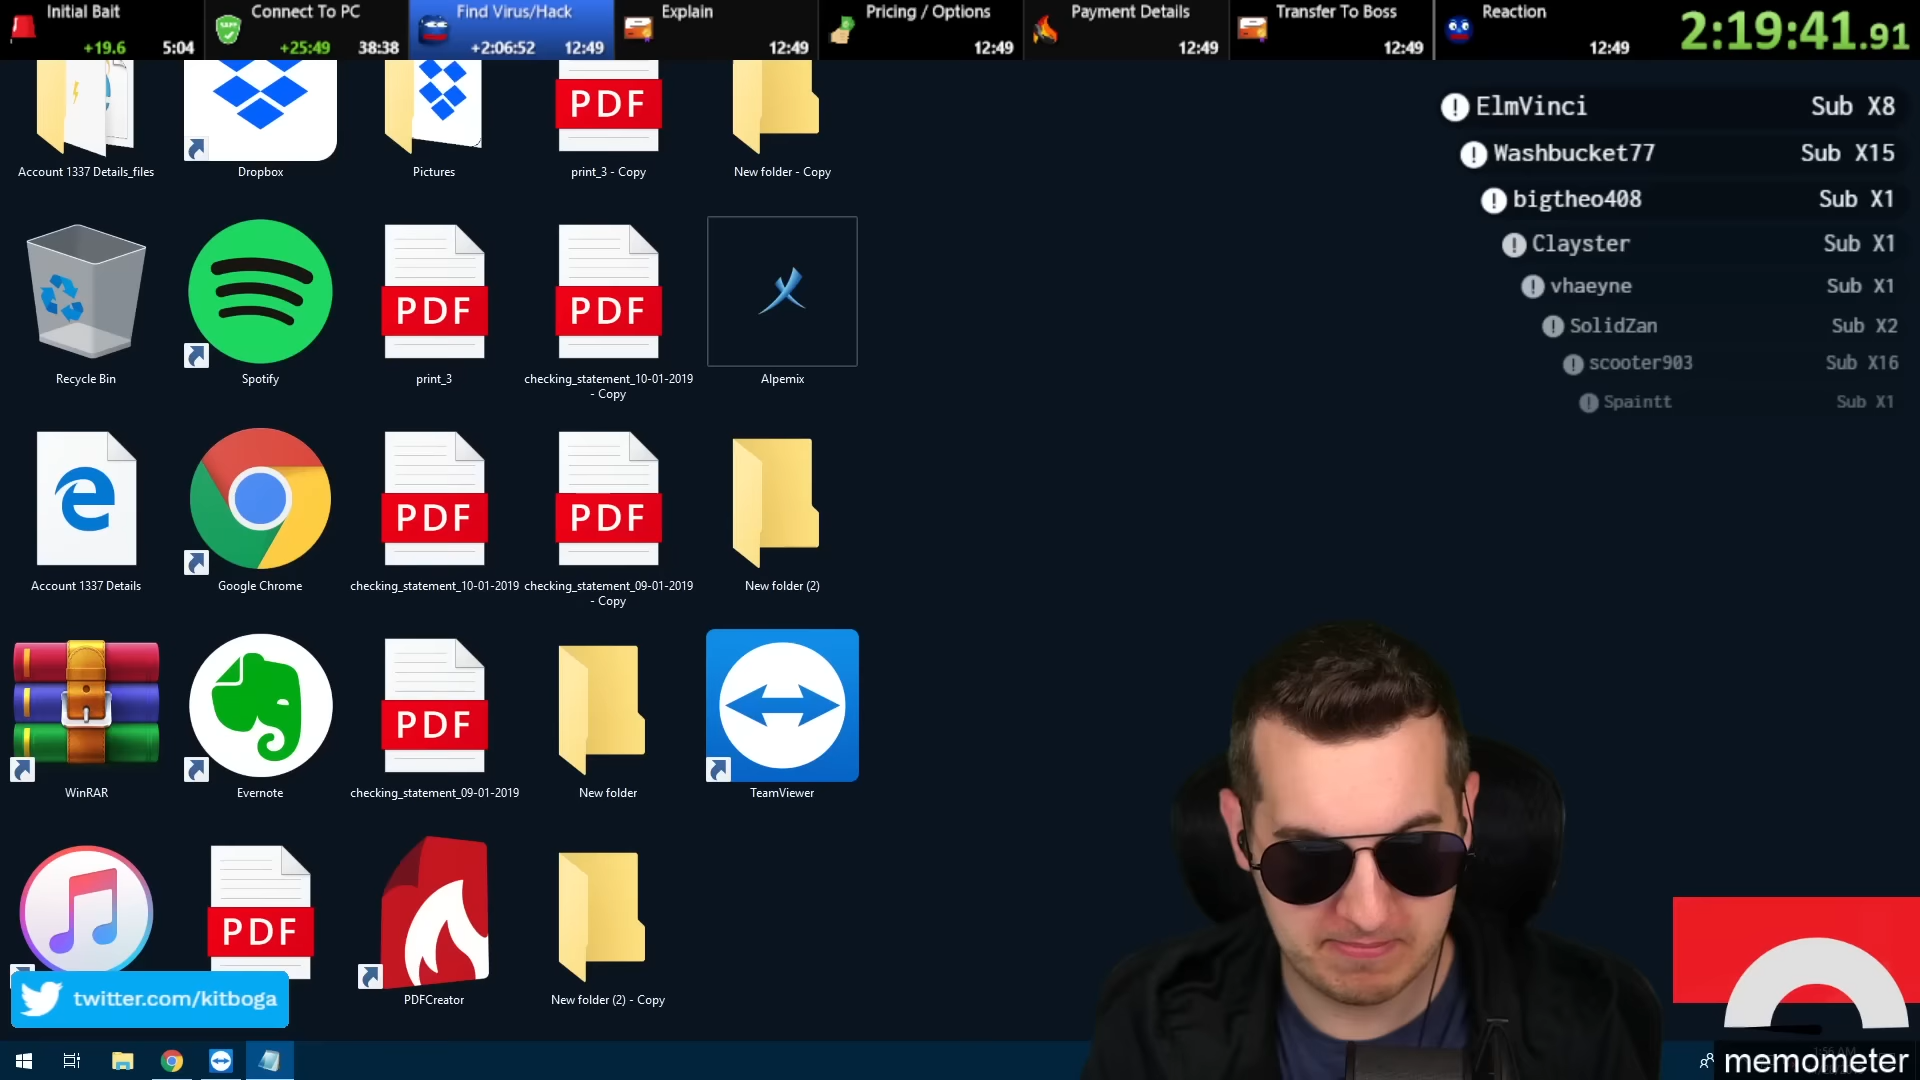 Initial Bait
+19.6 5:04
Connect To PC
+25:49 38:38
Find Virus/Hack
+2:06:52 12:49
Explain
12:49
Pricing / Options
12:49
Payment Details
12:49
Transfer To Boss
12:49
Reaction
12:49
2:19:41.91
ElmVinci Sub X8
Washbucket77 Sub X15
bigtheo408 Sub X1
Clayster Sub X1
vhaeyne Sub X1
SolidZan Sub X2
scooter903 Sub X16
Spaintt Sub X1
PDF
Account 1337 Details_files
Dropbox
Pictures
print_3 - Copy
New folder - Copy
PDF
PDF
Recycle Bin
Spotify
print_3
checking_statement_10-01-2019
- Copy
Alpemix
PDF
PDF
Account 1337 Details
Google Chrome
checking_statement_10-01-2019
checking_statement_09-01-2019
- Copy
New folder (2)
PDF
WinRAR
Evernote
checking_statement_09-01-2019
New folder
TeamViewer
PDF
PDFCreator
New folder (2) - Copy
twitter.com/kitboga
memometer